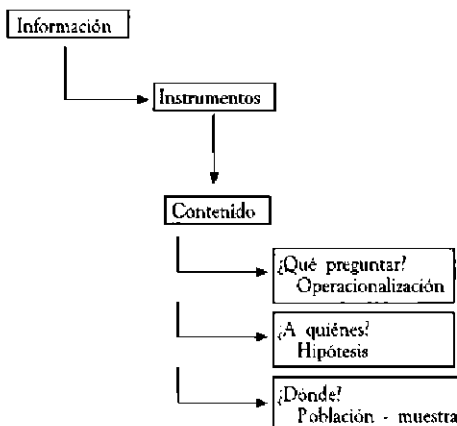 Información
Instrumentos
Contenido
¿Qué preguntar?
Operacionalización
¿A quiénes?
Hipótesis
¿Dónde?
Población - muestra